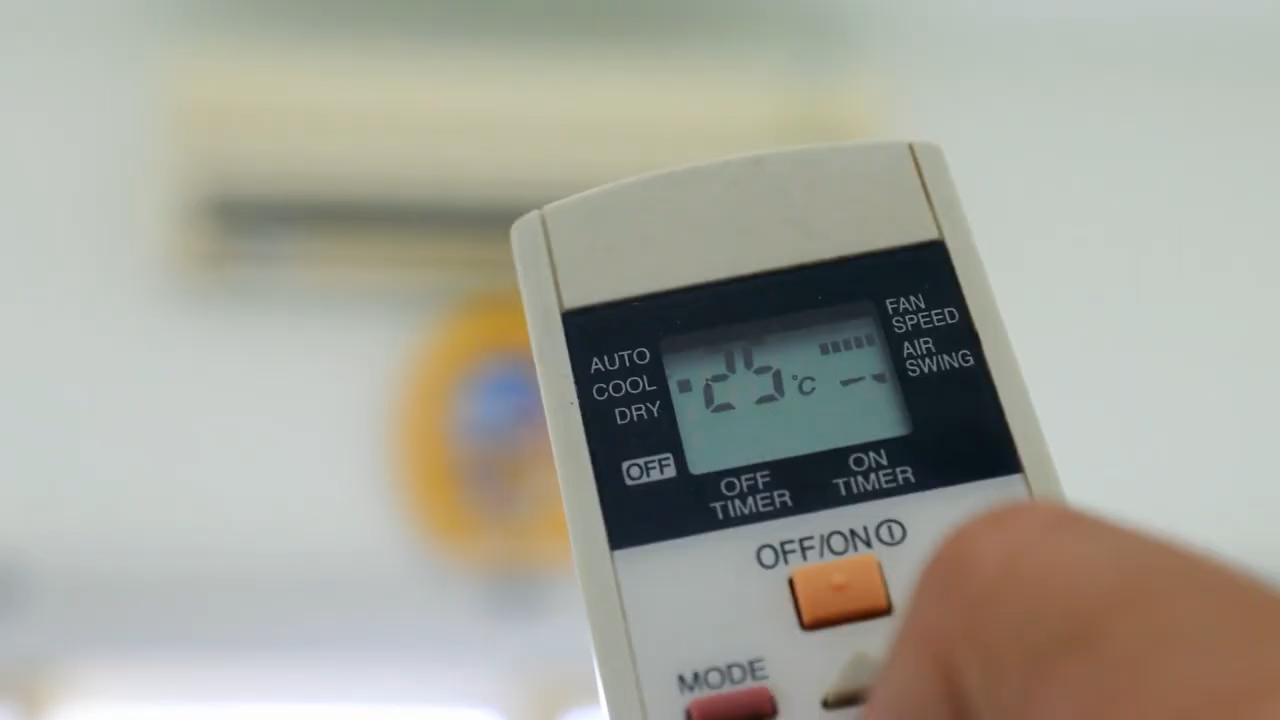 AUTO
COOL
DRY
OFF
25°C
FAN
SPEED
AIR
SWING
OFF
TIMER
ON
TIMER
OFF/ON
MODE